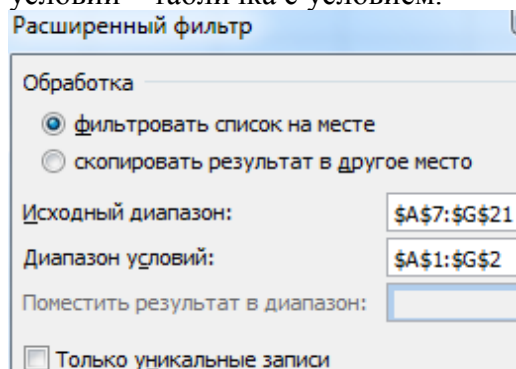 условий – табличка с условием.
Расширенный фильтр
Обработка
фильтровать список на месте
скопировать результат в другое место
Исходный диапазон: $A$7:$G$21
Диапазон условий: $A$1:$G$2
Поместить результат в диапазон:
Только уникальные записи